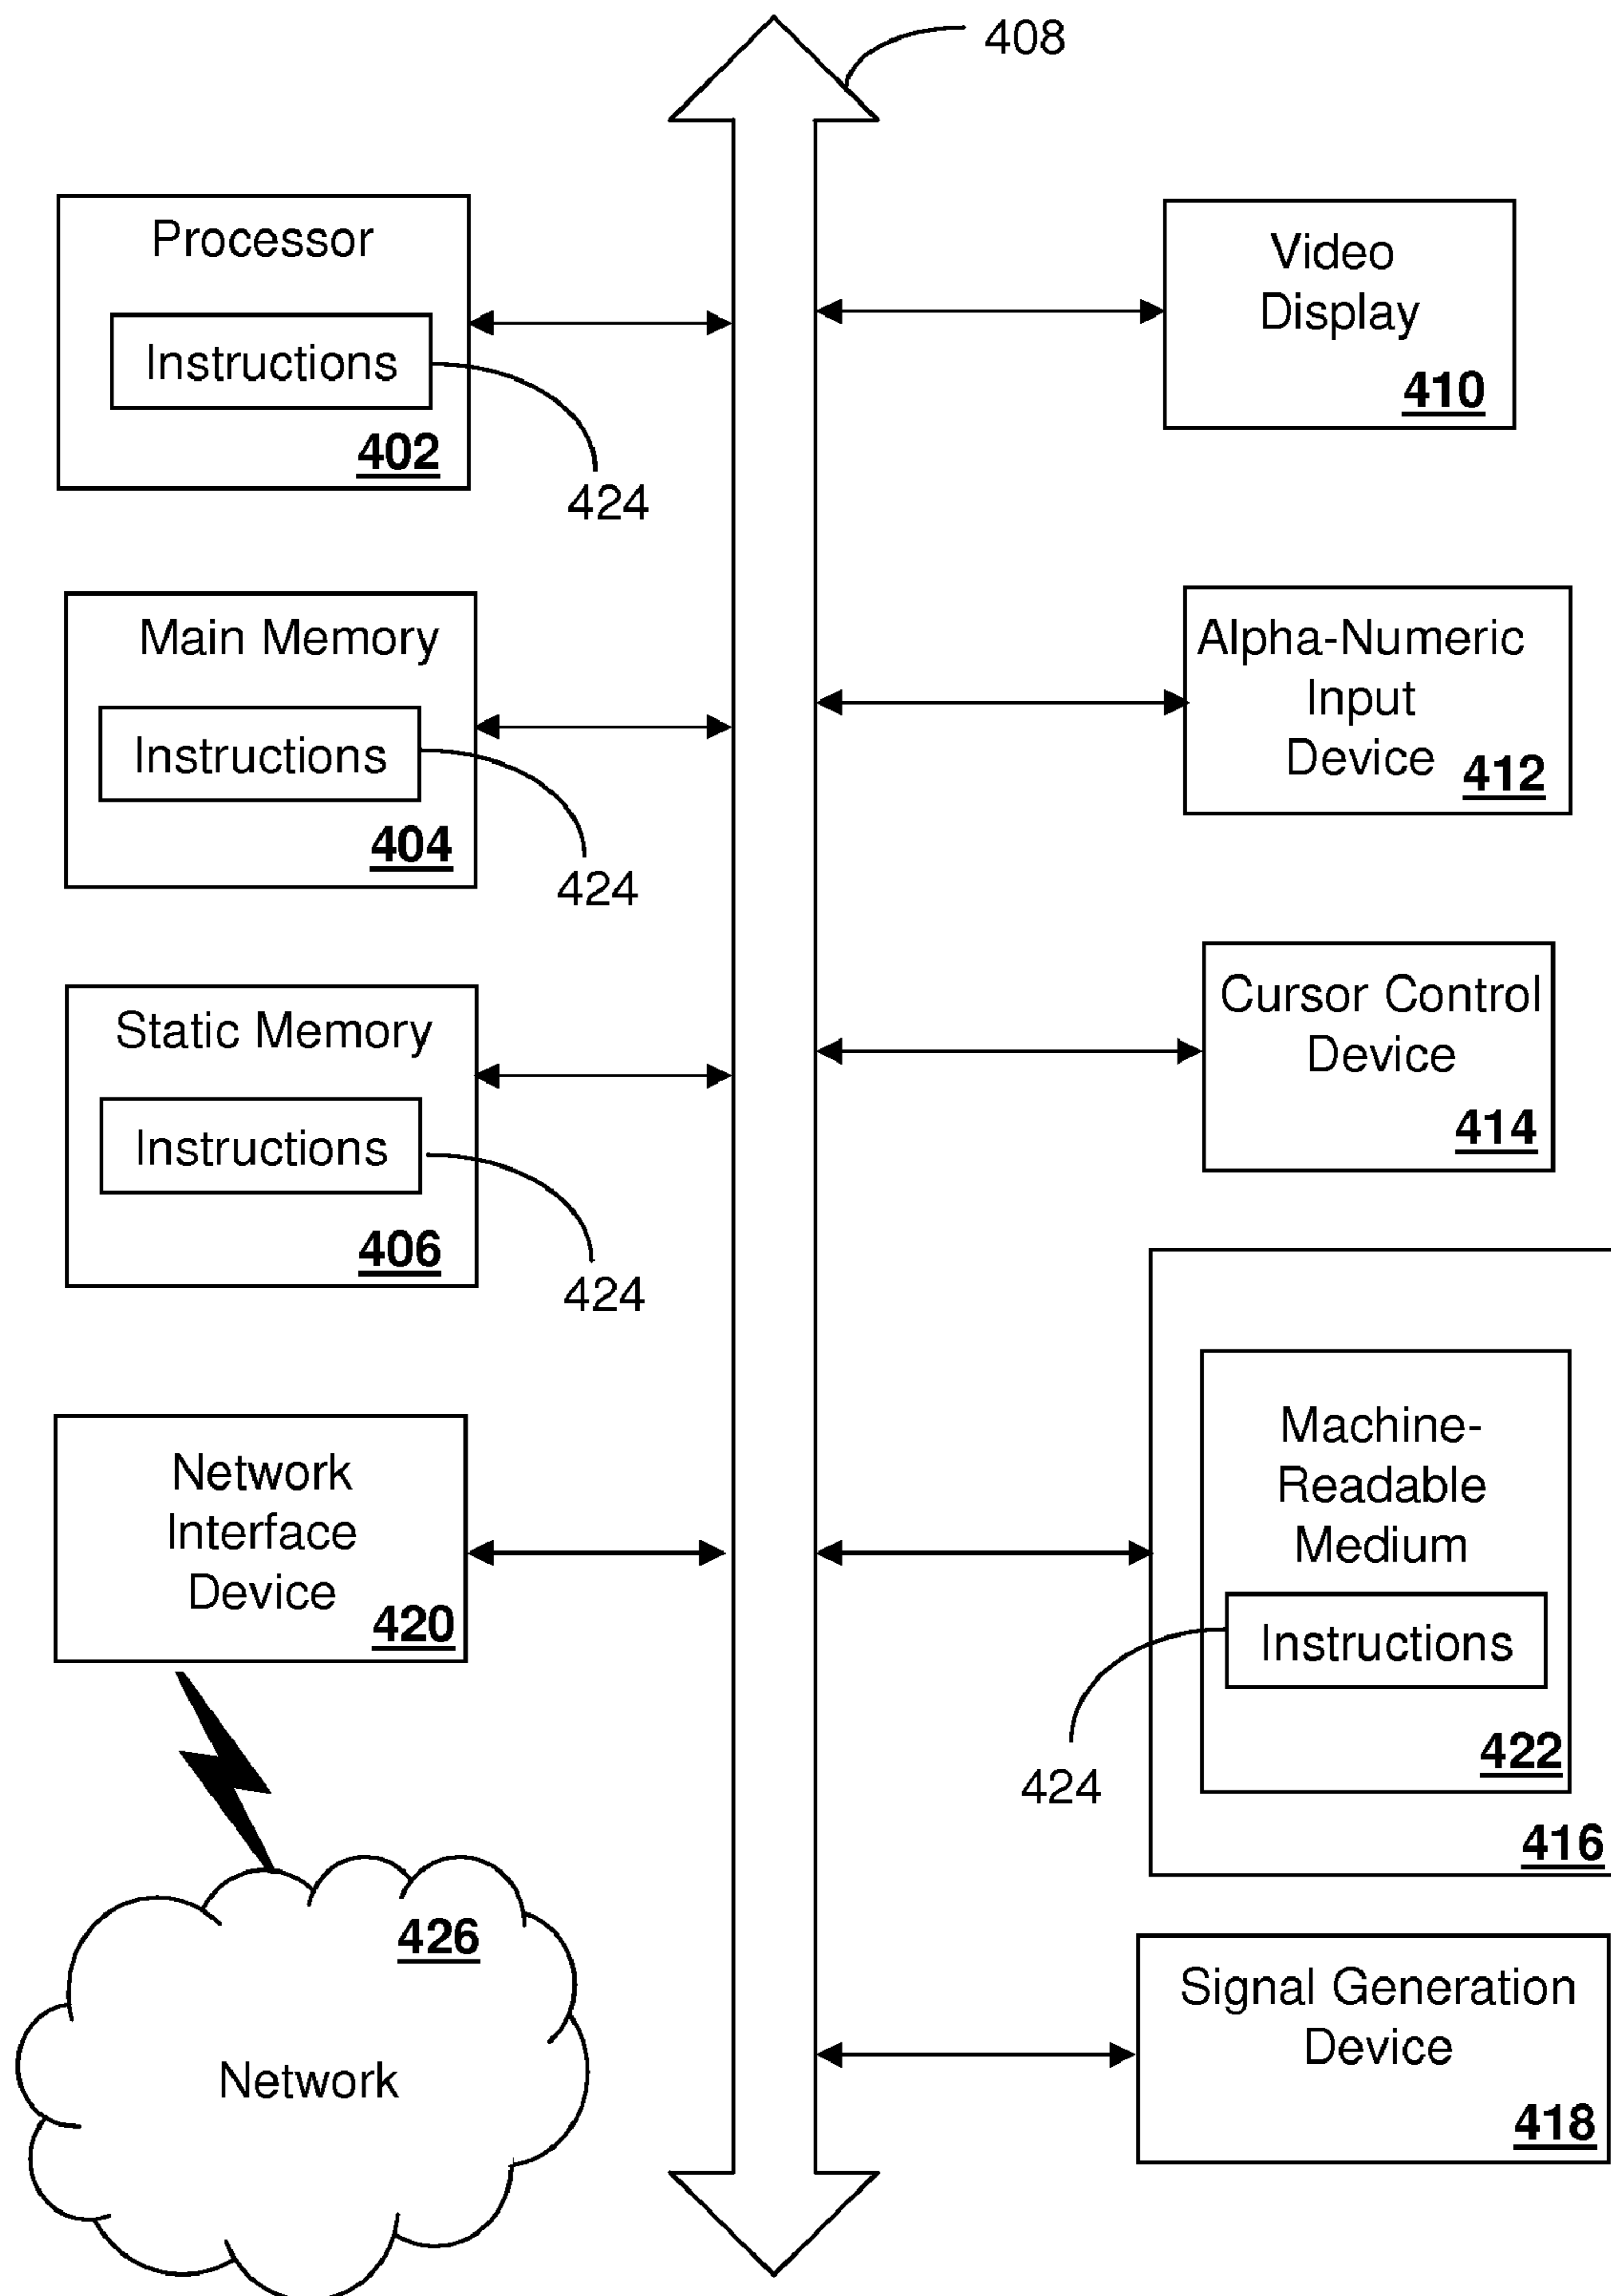 408
Processor
Instructions
402
424
Main Memory
Instructions
404
424
Static Memory
Instructions
406
424
Network
Interface
Device
420
426
Network
Video
Display
410
Alpha-Numeric
Input
Device
412
Cursor Control
Device
414
Machine-
Readable
Medium
Instructions
424
422
416
Signal Generation
Device
418